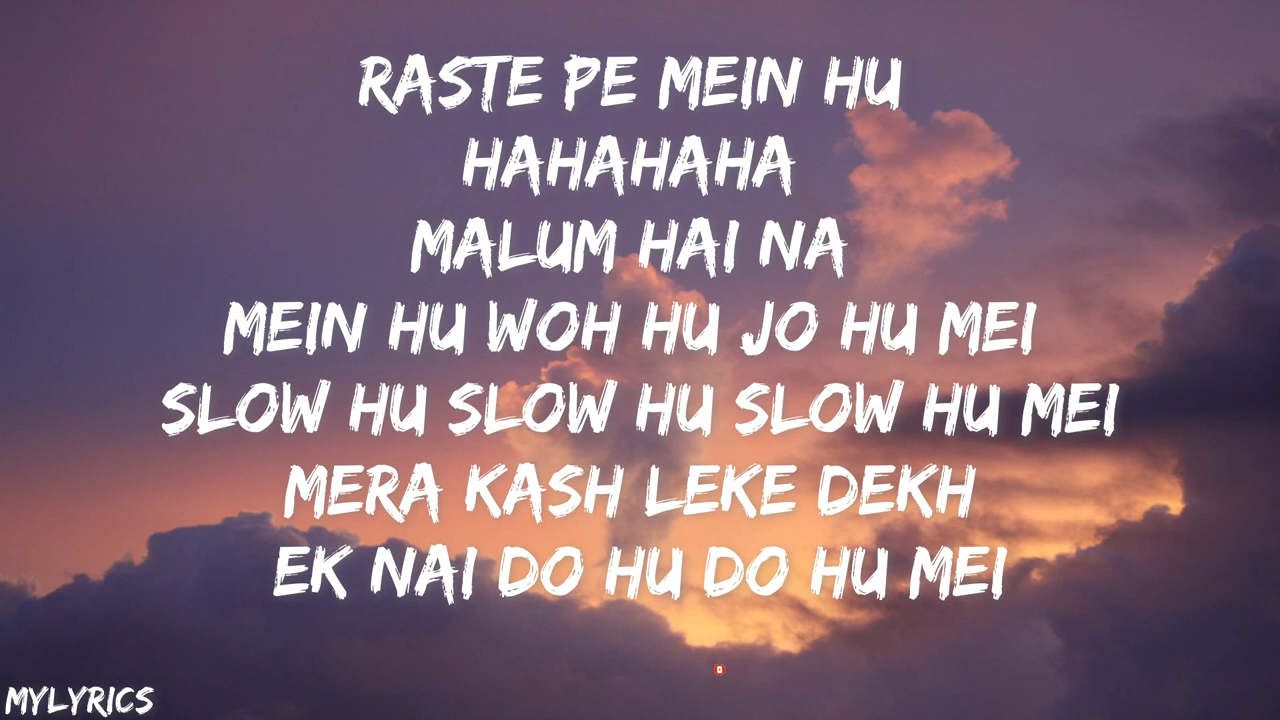 RASTE PE MEIN HU
HAHAHAHA
MALUM HAI NA
MEIN HU WOH HU JO HU MEI
SLOW HU SLOW HU SLOW HU MEI
MERA KASH LEKE DEKH
EK NAI DO HU DO HU MEI
MYLYRICS